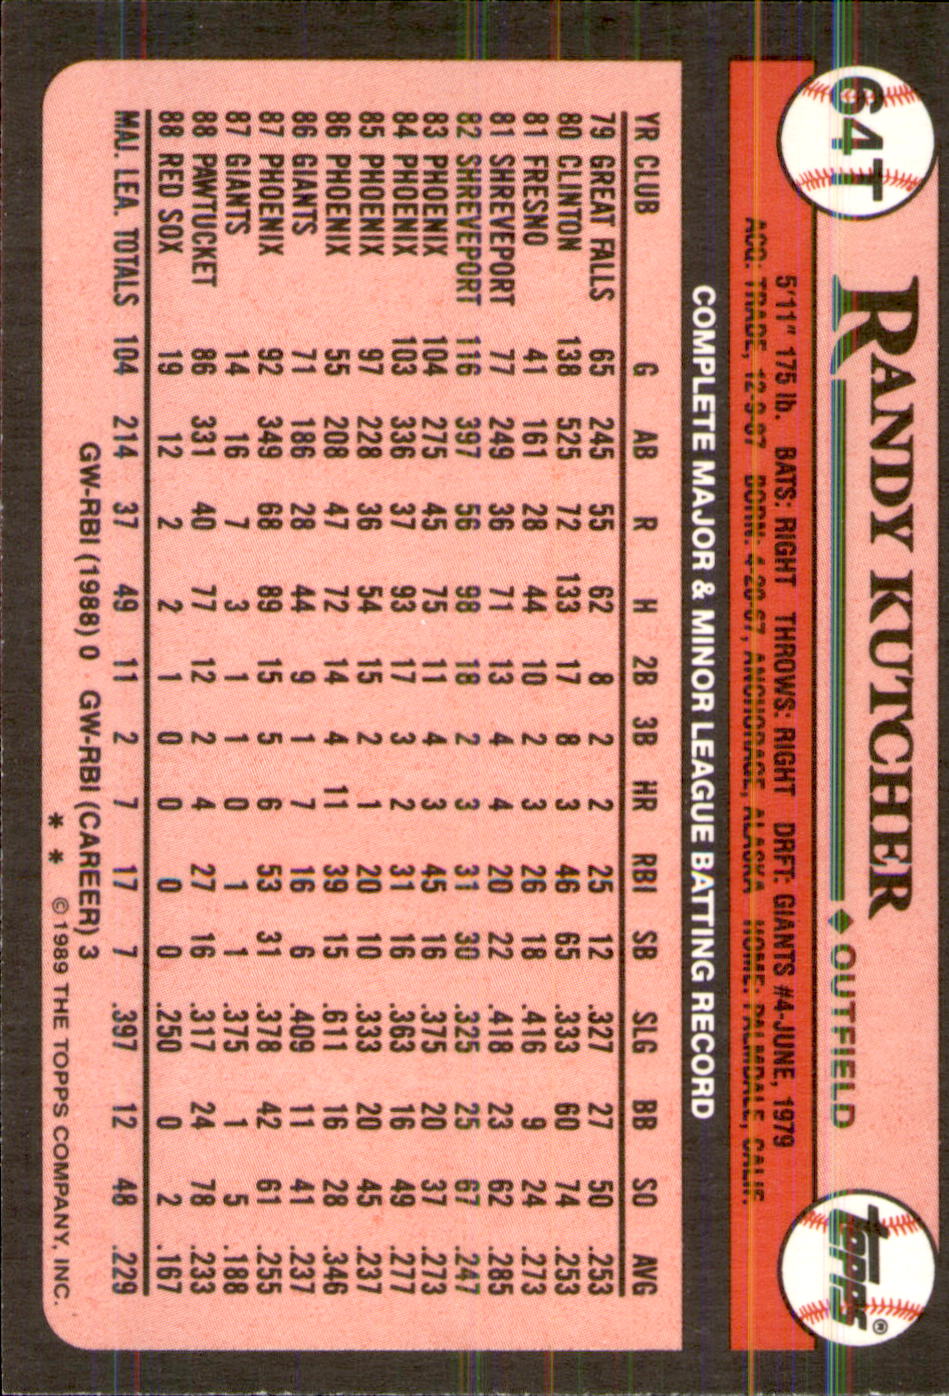 64T
RANDY KUTCHER
◆OUTFIELD
TOPPS®
5'11" 175 lb. BATS: RIGHT THROWS: RIGHT DRFT: GIANTS #4-JUNE, 1979
ACQ: TRADE, BORN: ANCHORAGE, ALASKA HOME: PALMDALE, CALIF.
COMPLETE MAJOR & MINOR LEAGUE BATTING RECORD
YR CLUB G AB R H 2B 3B HR RBI SB SLG BB SO AVG
79 GREAT FALLS 65 245 55 62 8 2 2 25 12 .327 27 50 .253
80 CLINTON 138 525 72 133 17 8 3 46 65 .333 60 74 .253
81 FRESNO 41 161 28 44 10 2 3 26 18 .416 9 24 .273
81 SHREVEPORT 77 249 36 71 13 4 4 20 22 .418 23 62 .285
82 SHREVEPORT 116 397 56 98 18 2 3 31 30 .325 25 67 .247
83 PHOENIX 104 275 45 75 11 4 3 45 16 .375 20 37 .273
84 PHOENIX 103 336 37 93 17 3 2 31 16 .363 16 49 .277
85 PHOENIX 97 228 36 54 15 2 1 20 10 .333 20 45 .237
86 PHOENIX 55 208 47 72 14 4 11 39 15 .611 16 28 .346
86 GIANTS 71 186 28 44 9 1 7 16 6 .409 11 41 .237
87 PHOENIX 92 349 68 89 15 5 6 53 31 .378 42 61 .255
87 GIANTS 14 16 7 3 1 1 0 1 1 .375 1 5 .188
88 PAWTUCKET 86 331 40 77 12 2 4 27 16 .317 24 78 .233
88 RED SOX 19 12 2 2 1 0 0 0 0 .250 0 2 .167
MAJ. LEA. TOTALS 104 214 37 49 11 2 7 17 7 .397 12 48 .229
GW-RBI (1988) 0 GW-RBI (CAREER) 3
* * ©1989 THE TOPPS COMPANY, INC.